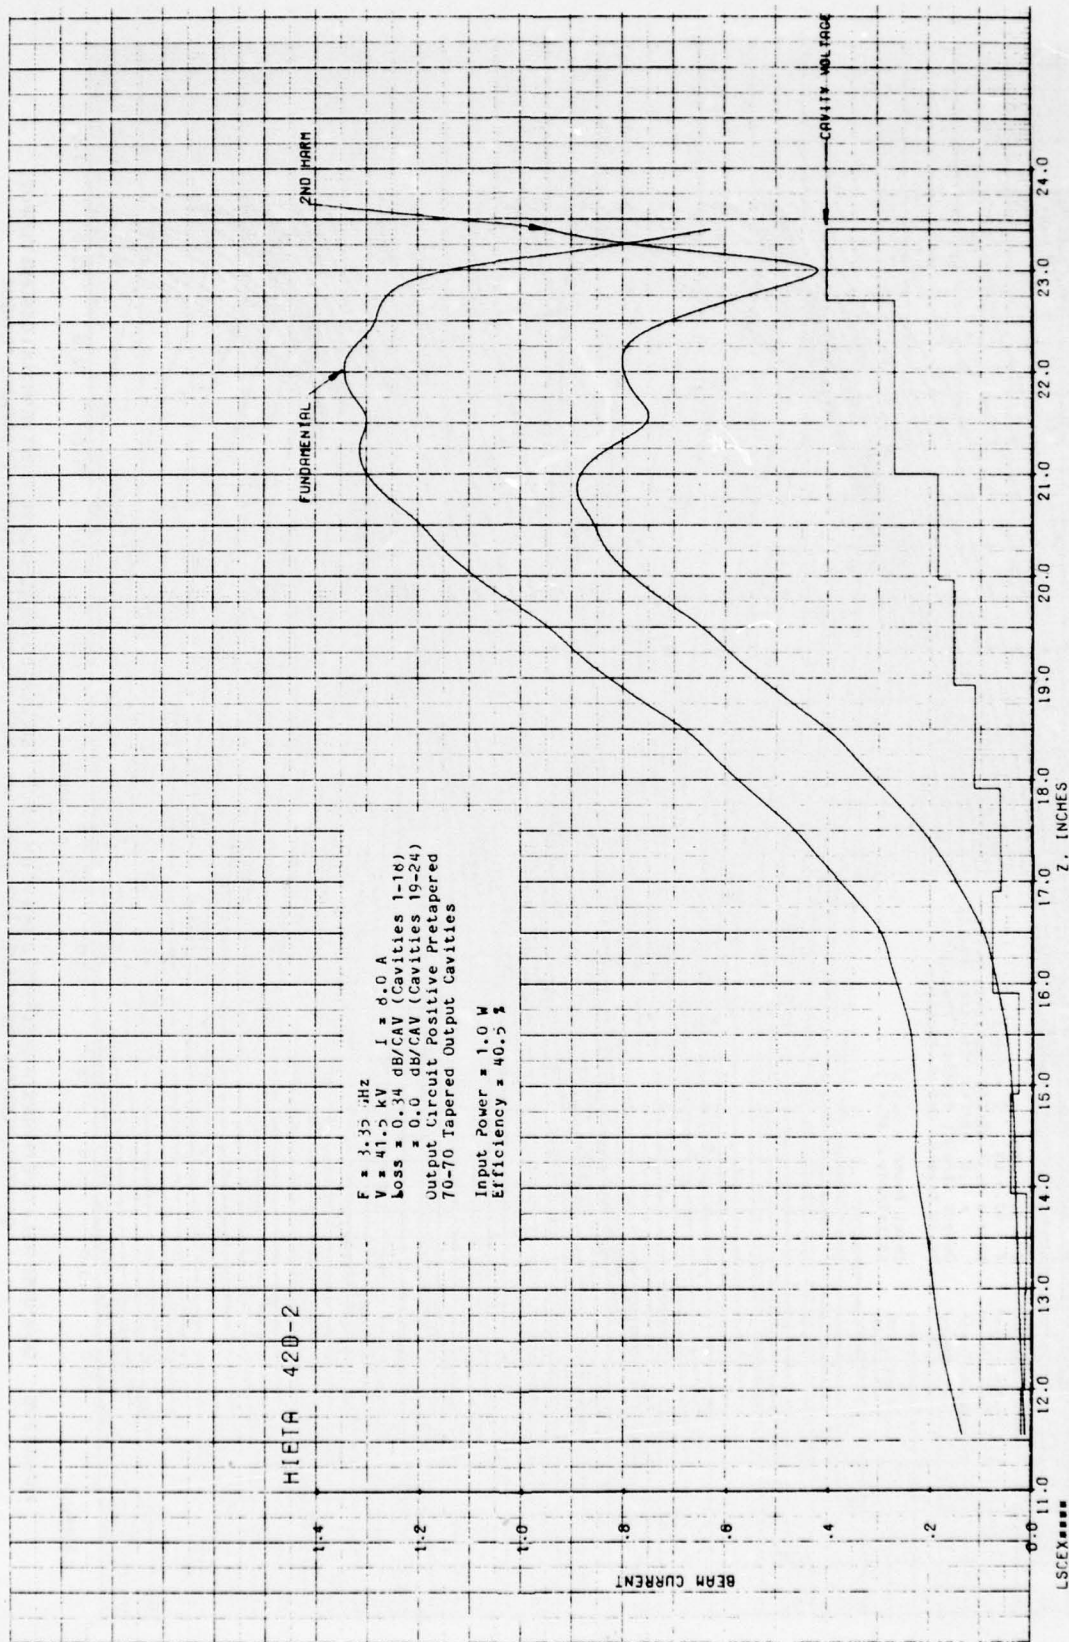 HIETA 42D-2
F = 3.35 GHz
V = 41.5 kV I = 8.0 A
Loss = 0.34 dB/CAV (Cavities 1-18)
= 0.0 dB/CAV (Cavities 19-24)
Output Circuit Positive Pretapered
70-70 Tapered Output Cavities
Input Power = 1.0 W
Efficiency = 40.5 %
FUNDAMENTAL
2ND HARM
CAVITY VOLTAGE
BEAM CURRENT
1.4
1.2
1.0
.8
.6
.4
.2
0.0
11.0 12.0 13.0 14.0 15.0 16.0 17.0 18.0 19.0 20.0 21.0 22.0 23.0 24.0
Z, INCHES